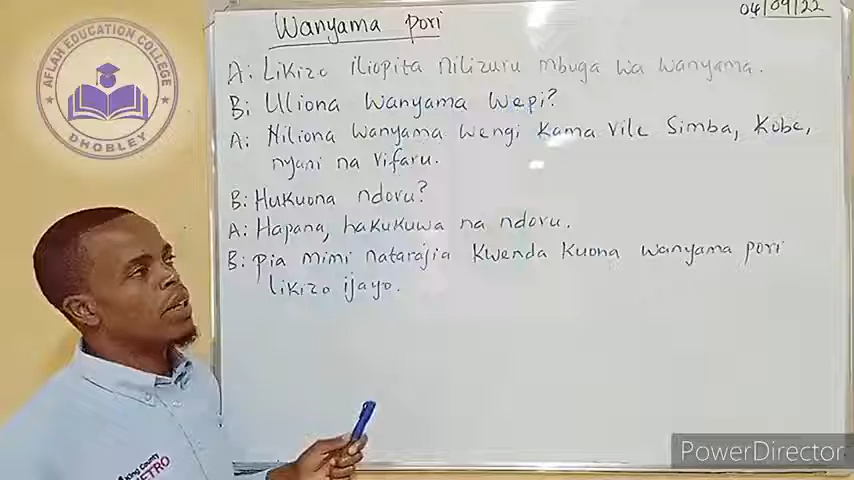 04/09/22
Wanyama pori
A: Likizo iliopita nilizuru mbuga wa wanyama.
B: Uliona wanyama wepi?
A: Niliona wanyama wengi kama vile Simba, Kobe,
nyani na vifaru.
B: Hukuona ndovu?
A: Hapana, hakukuwa na ndovu.
B: pia mimi natarajia kwenda kuona wanyama pori
likizo ijayo.
AFLAH EDUCATION COLLEGE
DHOBLEY
County
METRO
PowerDirector